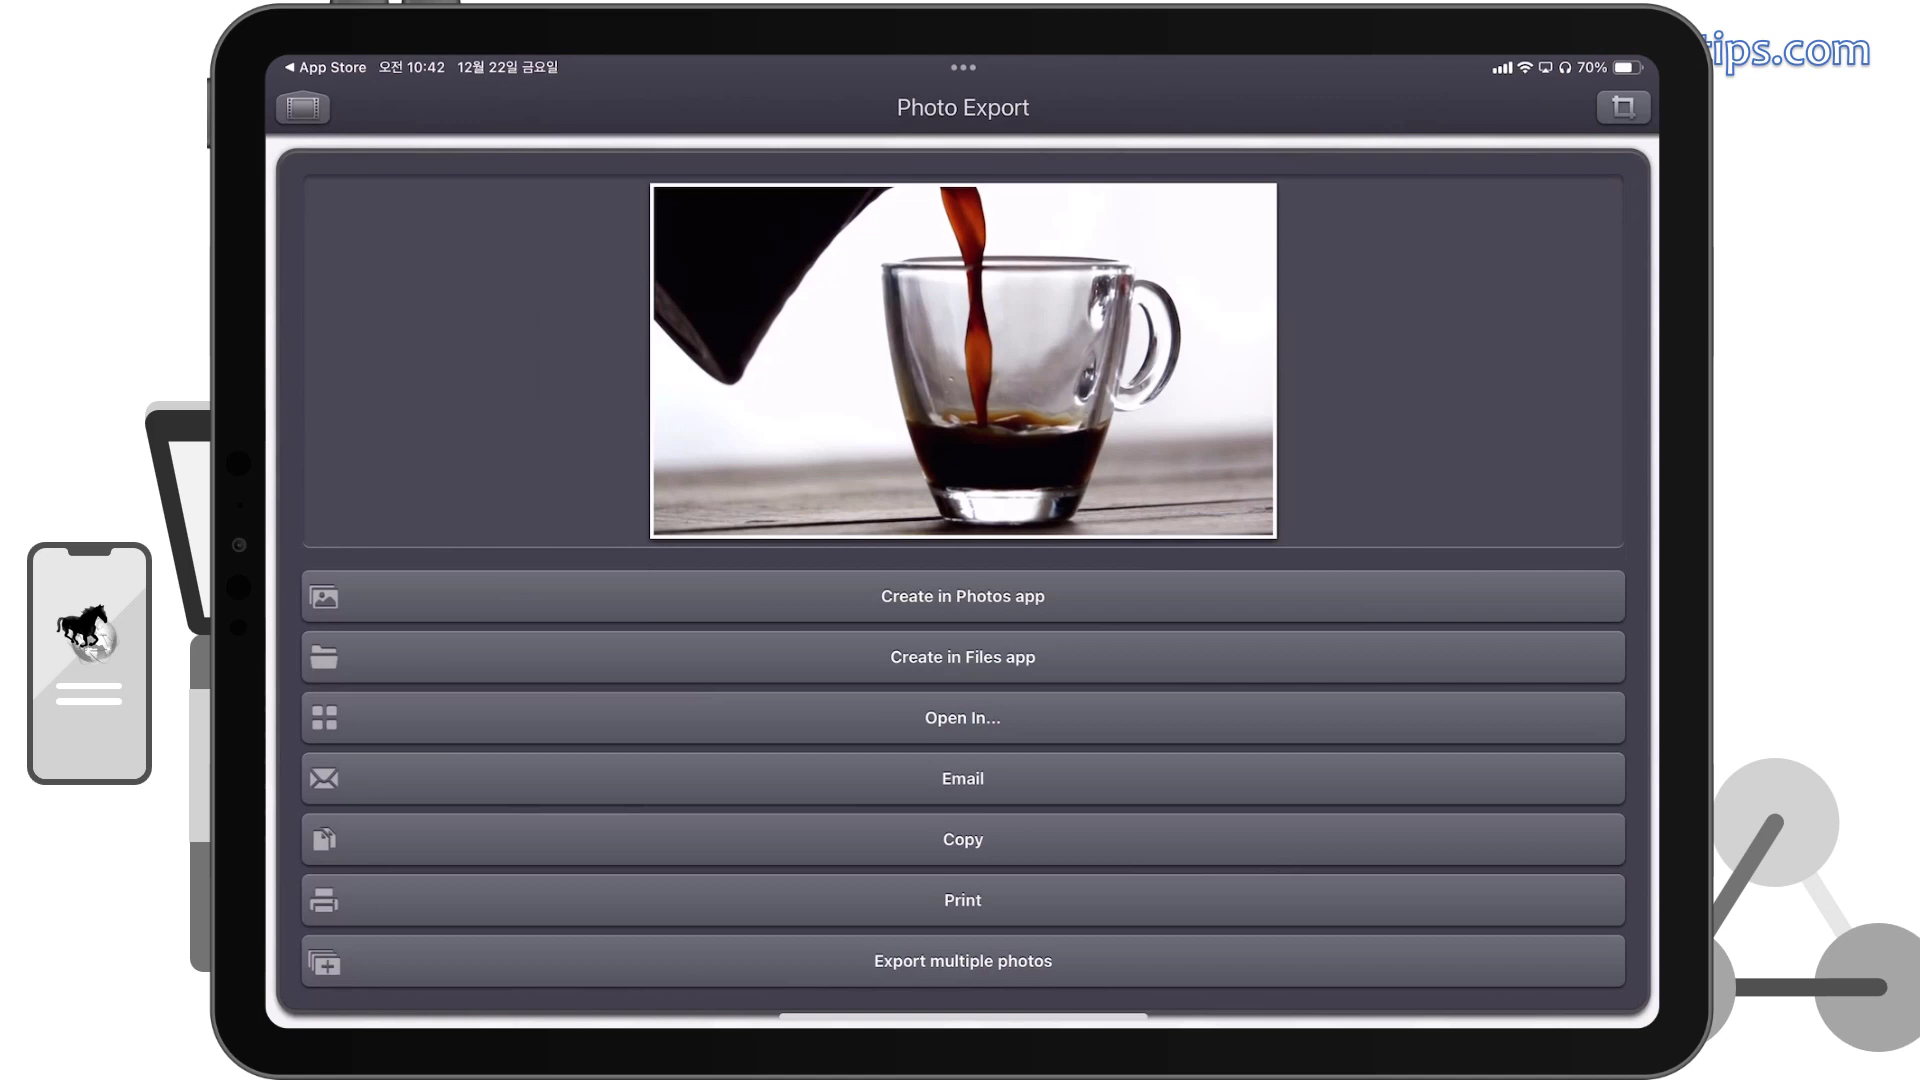 tips.com
App Store 오전 10:42 12월 22일 금요일 70%
Photo Export
Create in Photos app
Create in Files app
Open In...
Email
Copy
Print
Export multiple photos